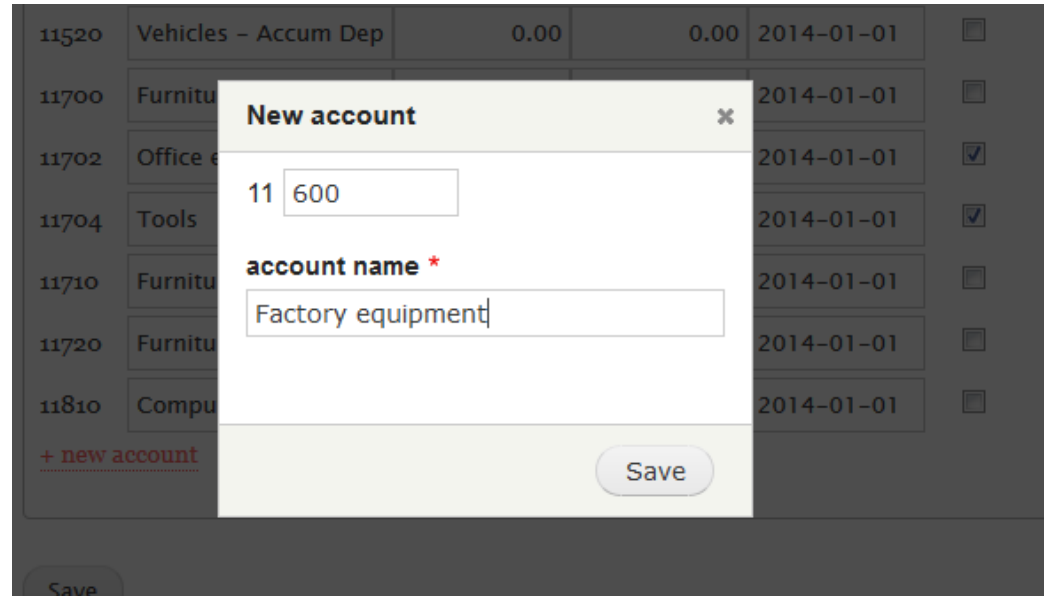 11520 Vehicles – Accum Dep 0.00 0.00 2014-01-01
11700 Furnitu 2014-01-01
New account
11702 Office e 2014-01-01
11 600
11704 Tools 2014-01-01
account name *
11710 Furnitu 2014-01-01
Factory equipment
11720 Furnitu 2014-01-01
11810 Compu 2014-01-01
+ new account
Save
Save